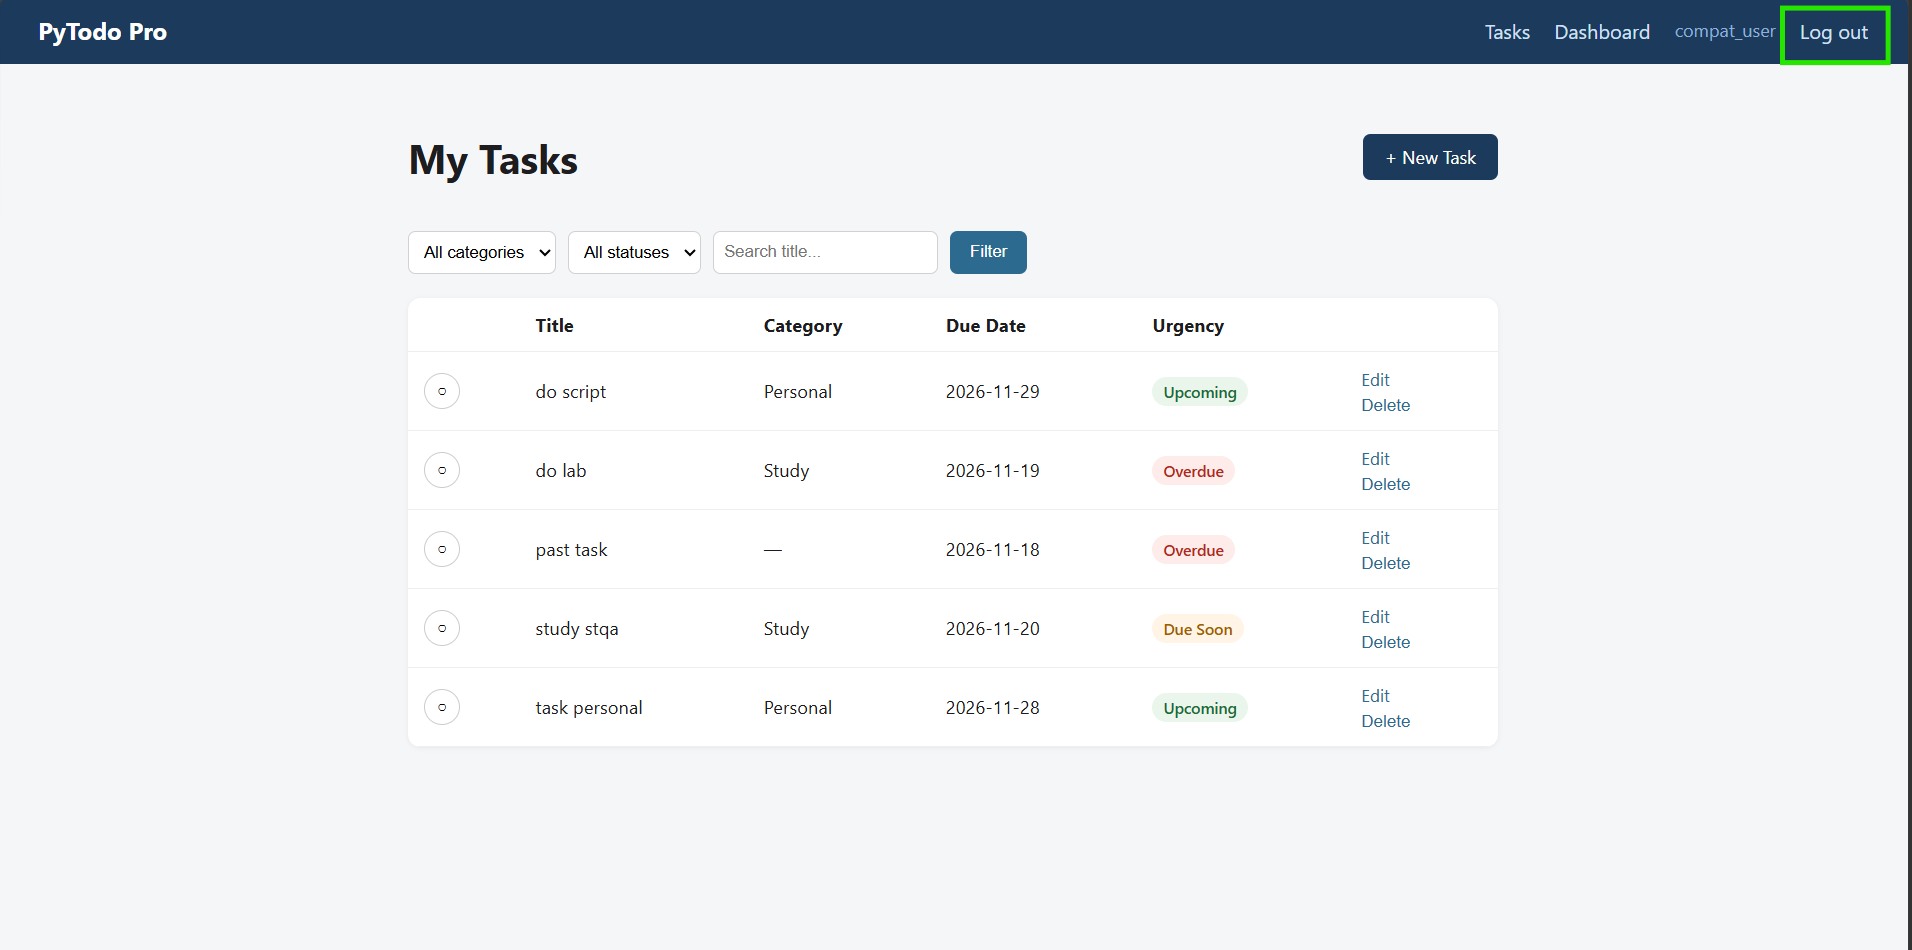 PyTodo Pro Tasks Dashboard compat_user Log out
My Tasks + New Task
All categories All statuses Search title... Filter
Title Category Due Date Urgency
do script Personal 2026-11-29 Upcoming Edit
Delete
do lab Study 2026-11-19 Overdue Edit
Delete
past task — 2026-11-18 Overdue Edit
Delete
study stqa Study 2026-11-20 Due Soon Edit
Delete
task personal Personal 2026-11-28 Upcoming Edit
Delete